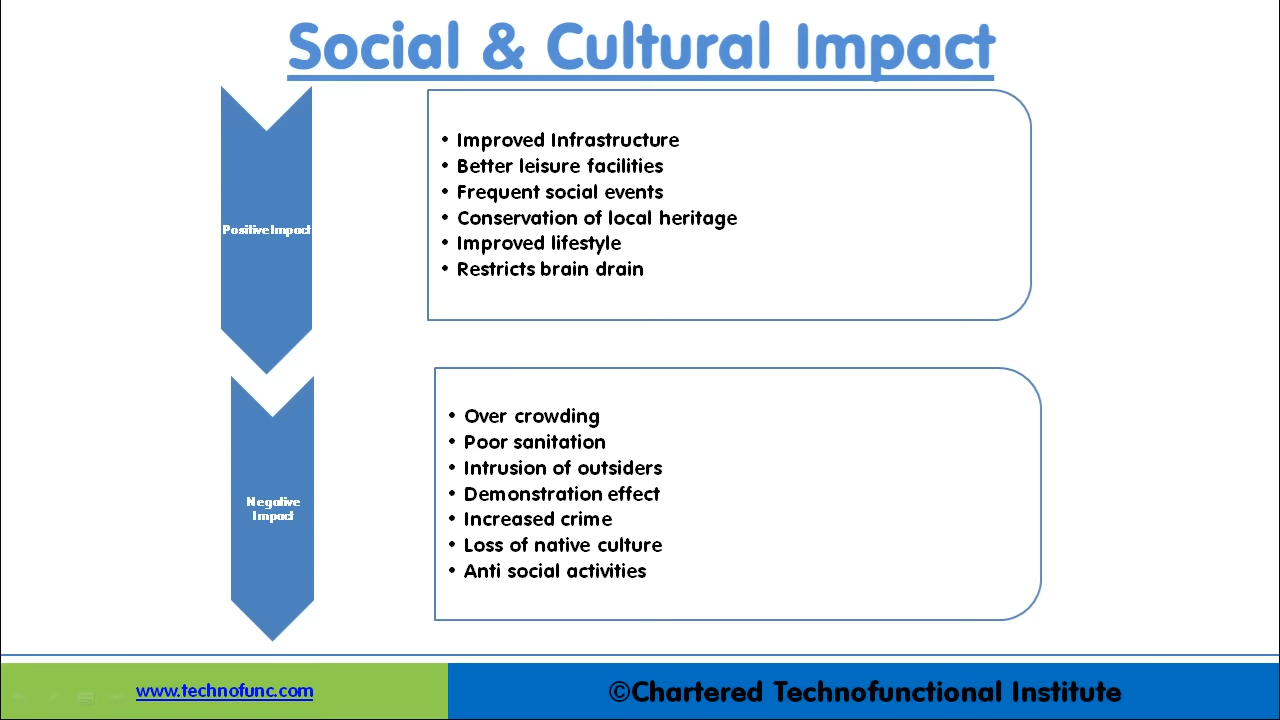 Social & Cultural Impact
Positive Impact
• Improved Infrastructure
• Better leisure facilities
• Frequent social events
• Conservation of local heritage
• Improved lifestyle
• Restricts brain drain
Negative
Impact
• Over crowding
• Poor sanitation
• Intrusion of outsiders
• Demonstration effect
• Increased crime
• Loss of native culture
• Anti social activities
www.technofunc.com
©Chartered Technofunctional Institute